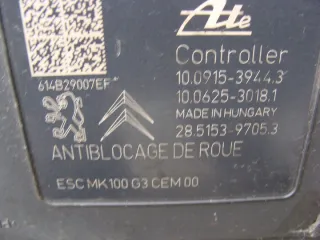 Ate
614B29007EF
Controller
10.0915-3944.3
10.0625-3018.1
MADE IN HUNGARY
28.5153-9705.3
ANTIBLOCAGE DE ROUE
ESC MK100 G3 CEM 00